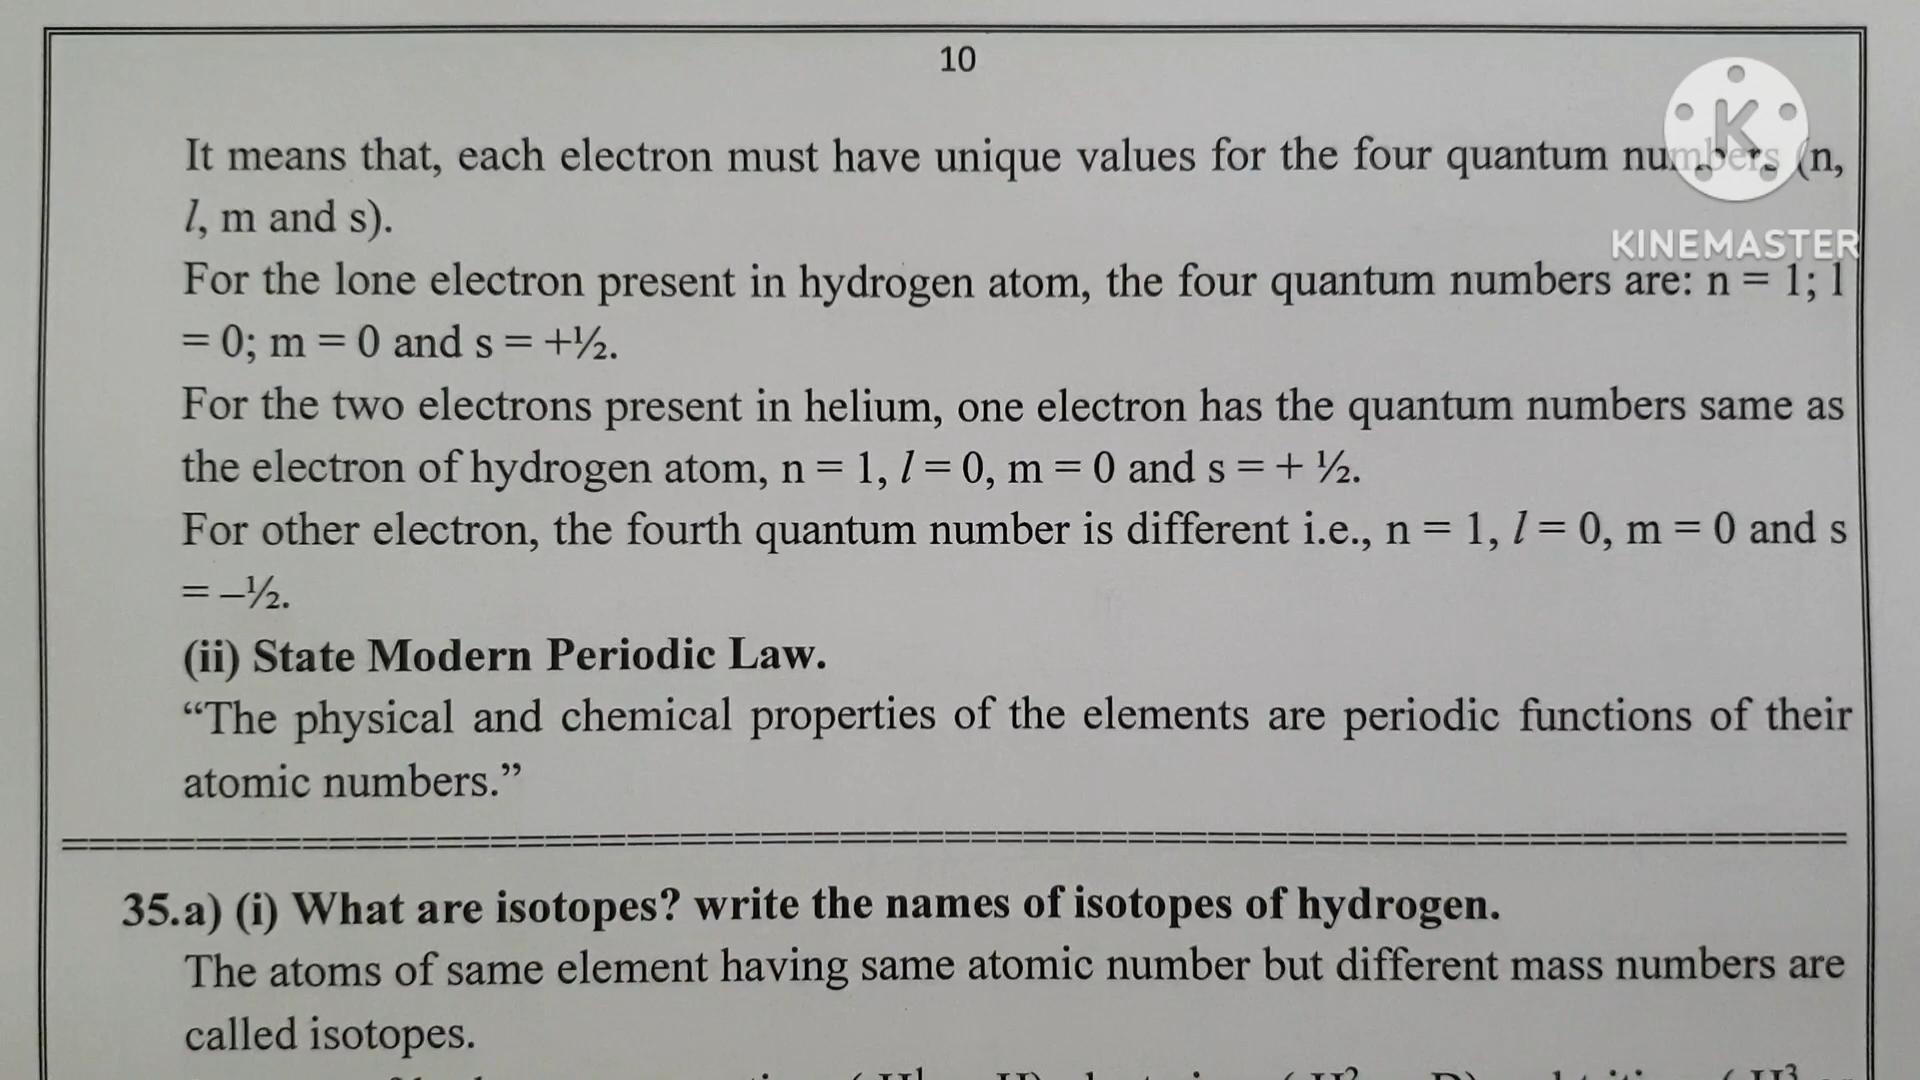 10
It means that, each electron must have unique values for the four quantum numbers (n,
l, m and s).
KINEMASTER
For the lone electron present in hydrogen atom, the four quantum numbers are: n = 1; l
= 0; m = 0 and s = +½.
For the two electrons present in helium, one electron has the quantum numbers same as
the electron of hydrogen atom, n = 1, l = 0, m = 0 and s = + ½.
For other electron, the fourth quantum number is different i.e., n = 1, l = 0, m = 0 and s
= –½.
(ii) State Modern Periodic Law.
“The physical and chemical properties of the elements are periodic functions of their
atomic numbers.”
35.a) (i) What are isotopes? write the names of isotopes of hydrogen.
The atoms of same element having same atomic number but different mass numbers are
called isotopes.